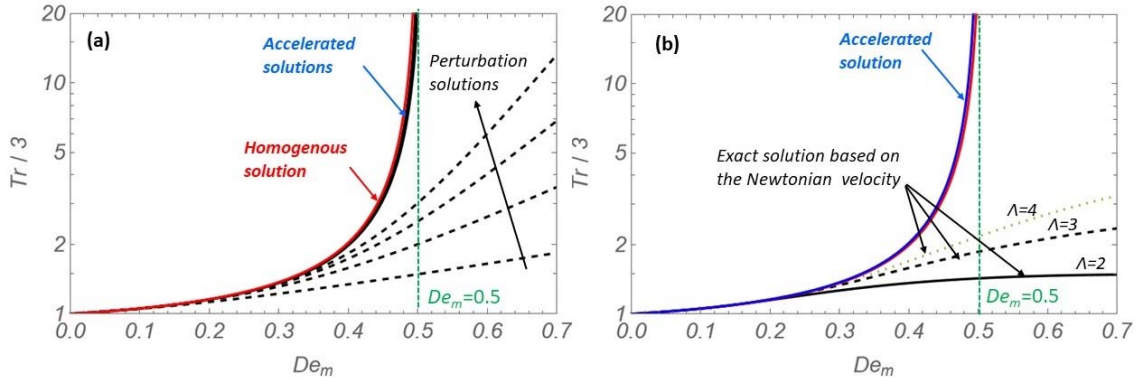 (a)
20
10
5
2
1
Tr / 3
Accelerated
solutions
Perturbation
solutions
Homogenous
solution
De_m=0.5
0.0 0.1 0.2 0.3 0.4 0.5 0.6 0.7
De_m
(b)
20
10
5
2
1
Tr / 3
Accelerated
solution
Exact solution based on
the Newtonian velocity
Λ=4
Λ=3
Λ=2
De_m=0.5
0.0 0.1 0.2 0.3 0.4 0.5 0.6 0.7
De_m